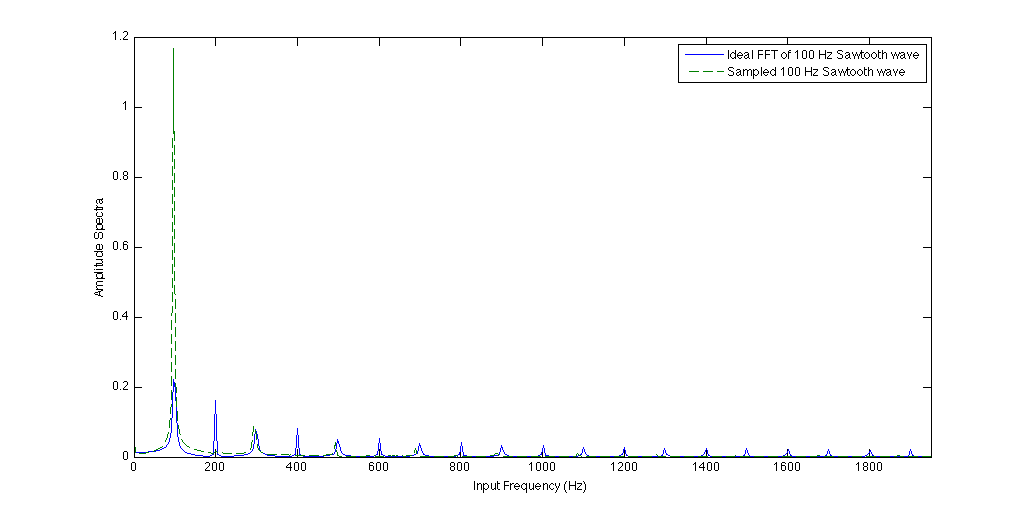 Ideal FFT of 100 Hz Sawtooth wave
Sampled 100 Hz Sawtooth wave
1.2
1
0.8
0.6
0.4
0.2
0
Amplitude Spectra
0 200 400 600 800 1000 1200 1400 1600 1800
Input Frequency (Hz)